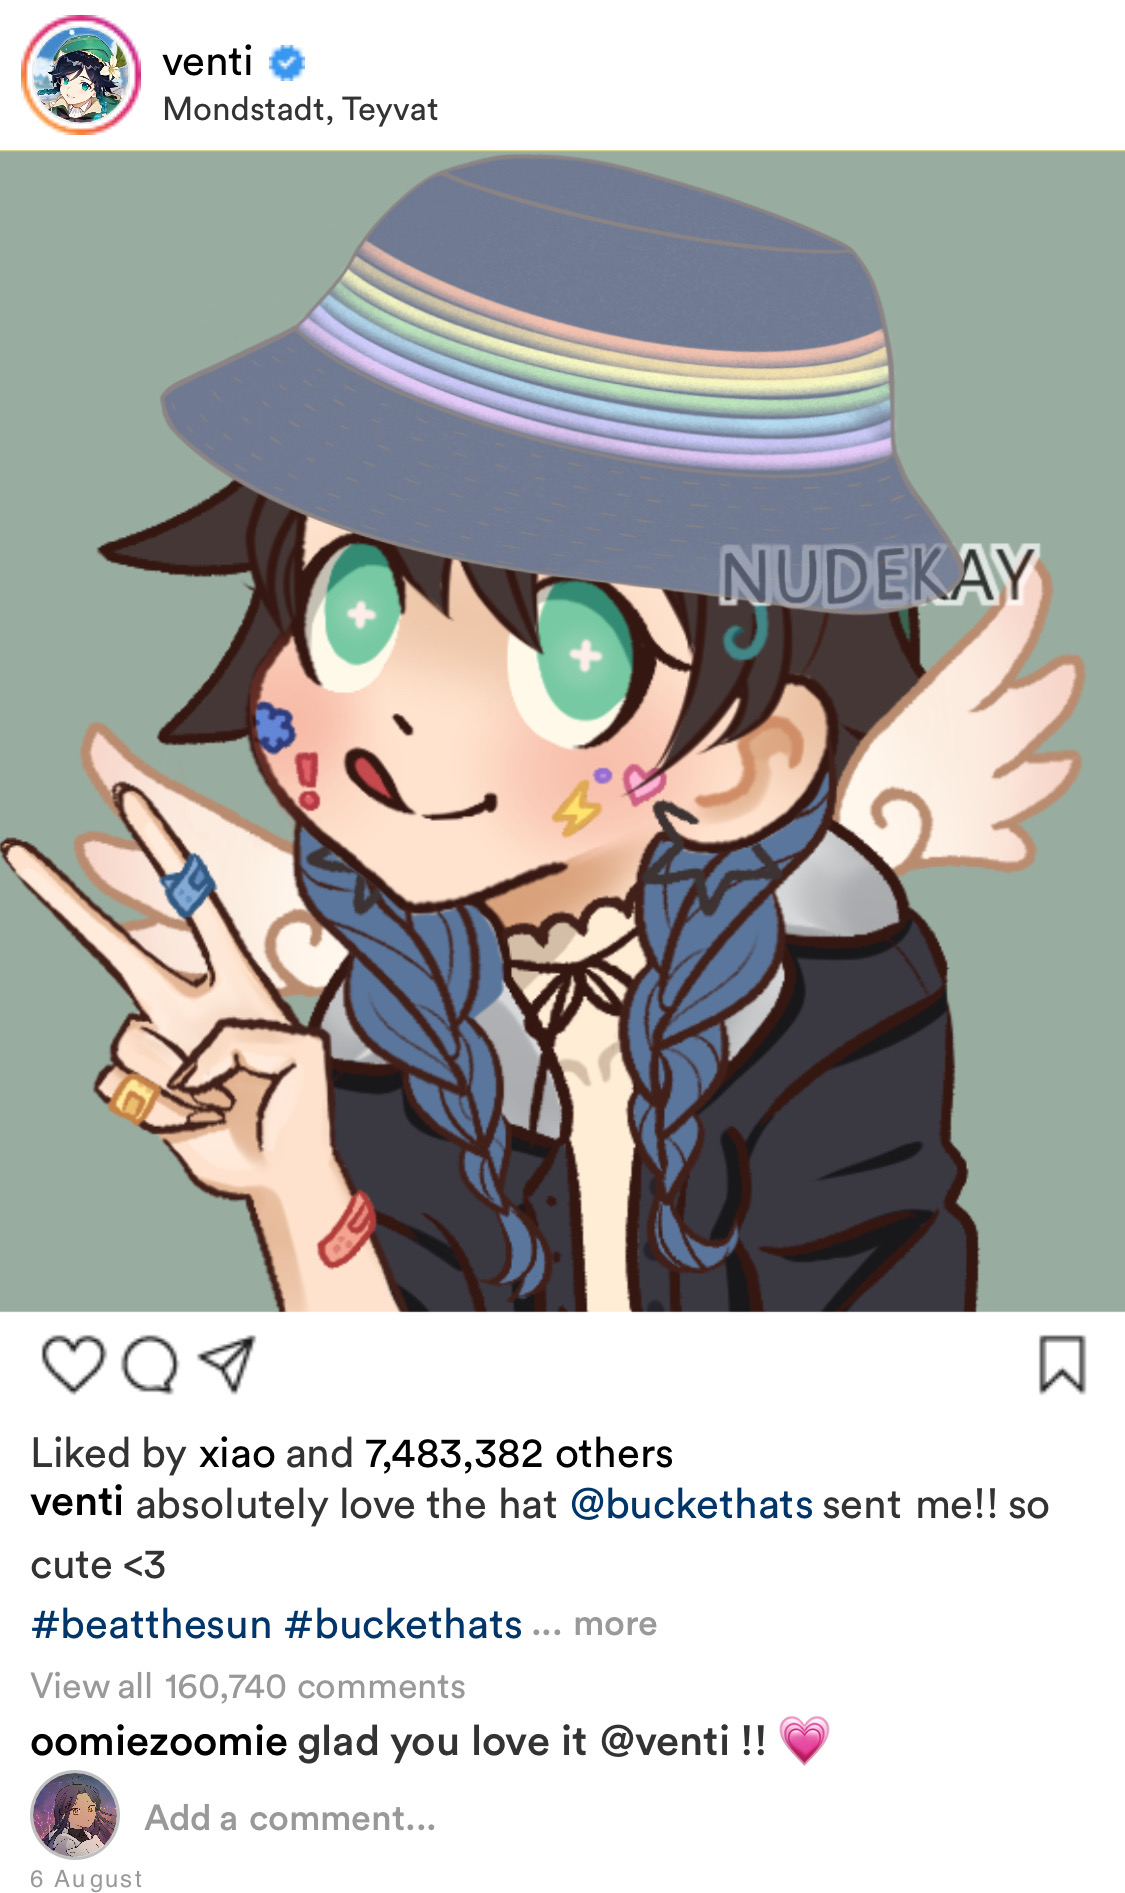 venti
Mondstadt, Teyvat
NUDEKAY
Liked by xiao and 7,483,382 others
venti absolutely love the hat @buckethats sent me!! so
cute <3
#beatthesun #buckethats ... more
View all 160,740 comments
oomiezoomie glad you love it @venti !! 💗
Add a comment...
6 August